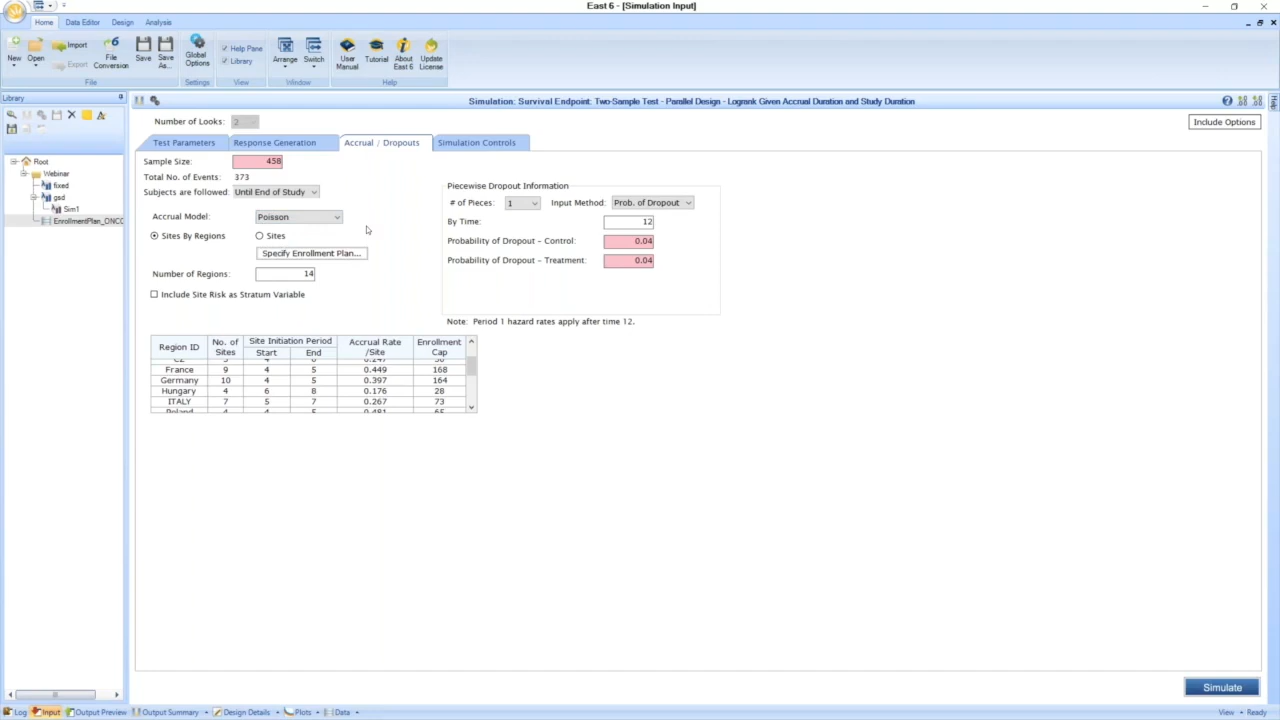 East 6 - [Simulation Input]
Home Data Editor Design Analysis
New Open Import Export File Conversion Save Save As... Global Options Help Pane Library Arrange Switch User Manual Tutorial About East 6 Update License
File Settings View Window Help
Library
Simulation: Survival Endpoint: Two-Sample Test - Parallel Design - Logrank Given Accrual Duration and Study Duration
Help
Number of Looks: 2
Include Options
Test Parameters Response Generation Accrual / Dropouts Simulation Controls
Root
Webinar
fixed
gsd
Sim1
EnrollmentPlan_ONCO
Sample Size: 458
Total No. of Events: 373
Subjects are followed: Until End of Study
Accrual Model: Poisson
Sites By Regions Sites
Specify Enrollment Plan...
Number of Regions: 14
Include Site Risk as Stratum Variable
Piecewise Dropout Information
# of Pieces: 1 Input Method: Prob. of Dropout
By Time: 12
Probability of Dropout - Control: 0.04
Probability of Dropout - Treatment: 0.04
Note: Period 1 hazard rates apply after time 12.
Region ID No. of Sites Site Initiation Period Start End Accrual Rate /Site Enrollment Cap
France 9 4 5 0.449 168
Germany 10 4 5 0.397 164
Hungary 4 6 8 0.176 28
ITALY 7 5 7 0.267 73
Poland 4 4 5 0.481 65
Simulate
Log Input Output Preview Output Summary Design Details Plots Data View Ready